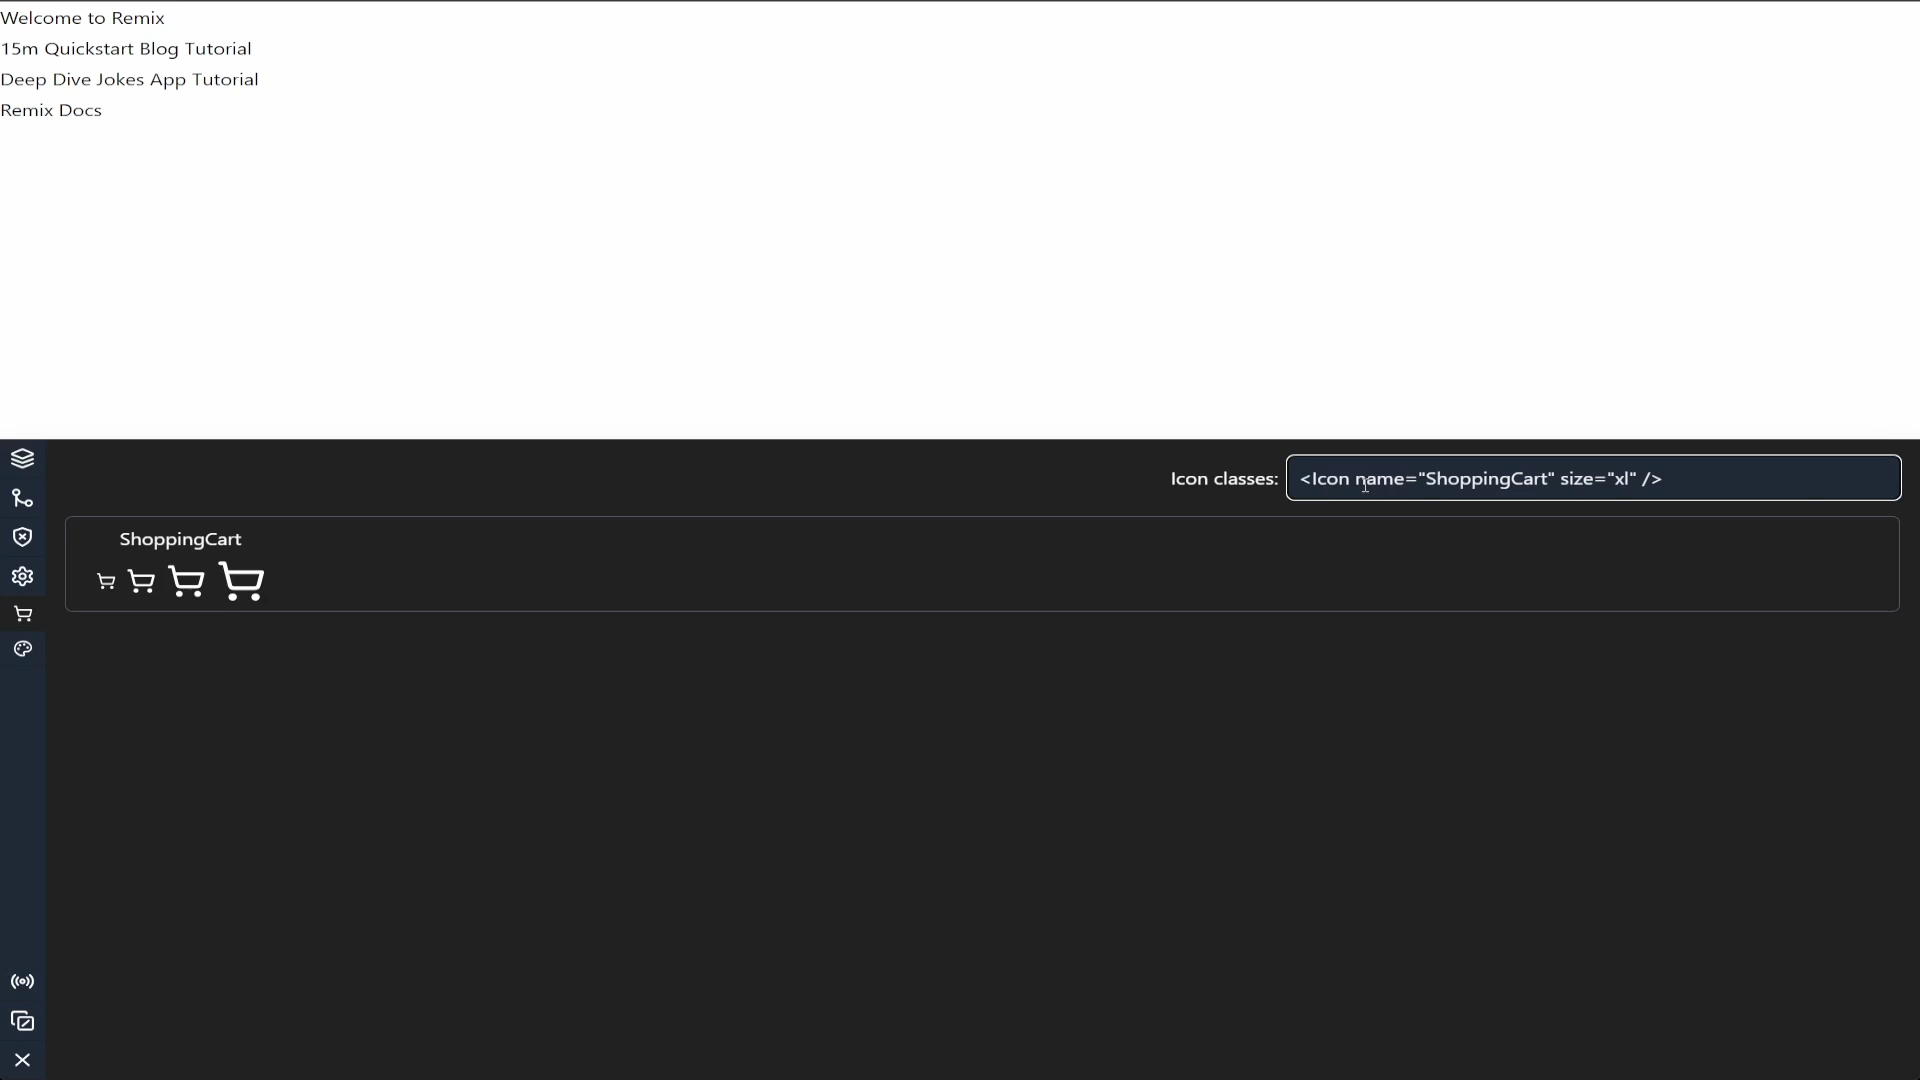 Welcome to Remix
15m Quickstart Blog Tutorial
Deep Dive Jokes App Tutorial
Remix Docs
Icon classes: <Icon name="ShoppingCart" size="xl" />
ShoppingCart